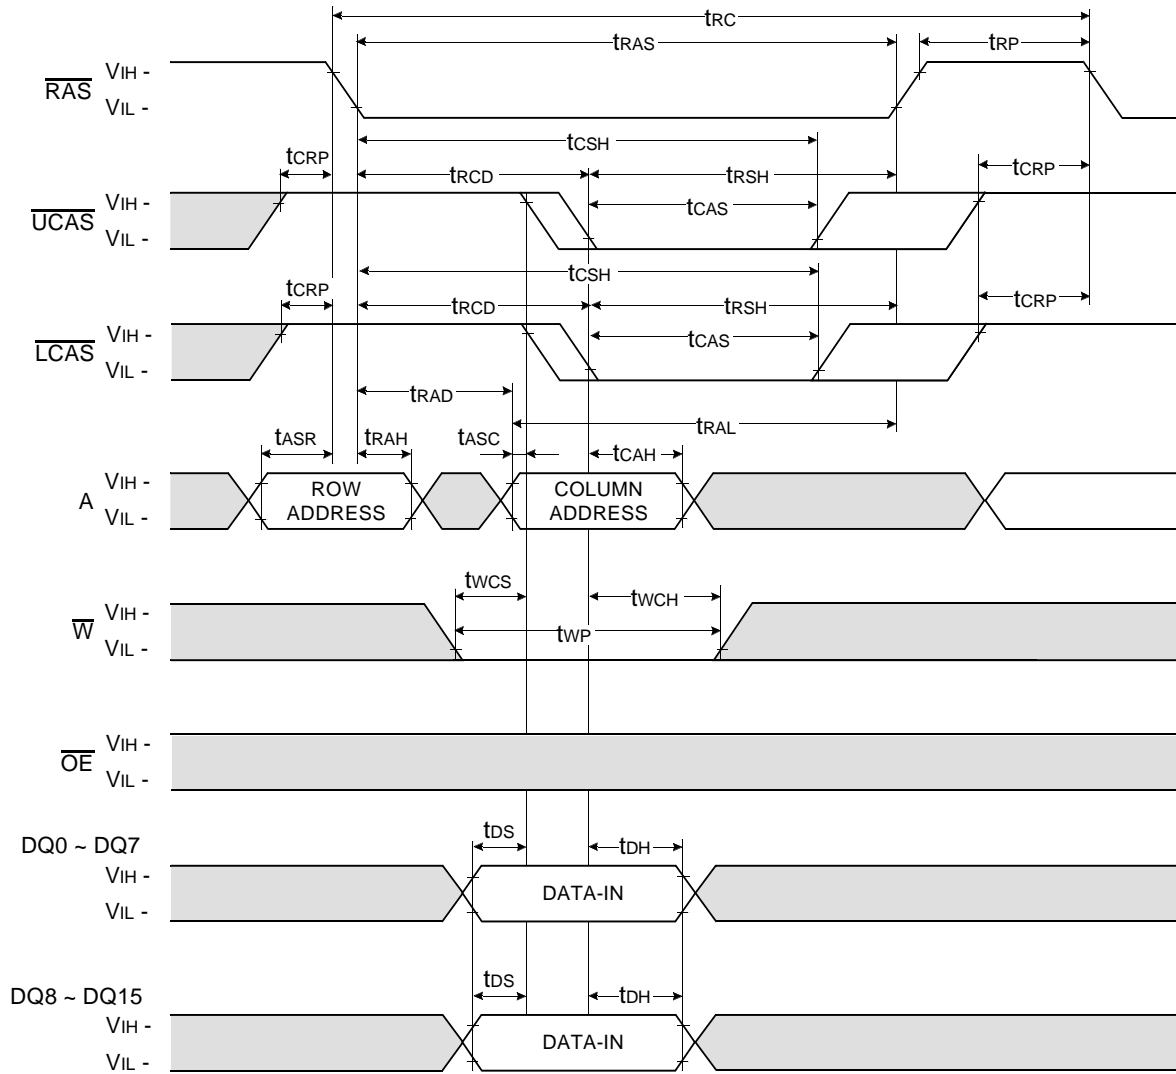 tRC
tRAS tRP
RAS VIH -
VIL -
tCSH
tCRP tRCD tRSH tCRP
UCAS VIH -
tCAS
VIL -
tCSH
tCRP tRCD tRSH tCRP
LCAS VIH -
tCAS
VIL -
tRAD
tRAL
tASR tRAH tASC tCAH
A VIH -
VIL -
ROW
ADDRESS
COLUMN
ADDRESS
tWCS tWCH
W VIH -
tWP
VIL -
OE VIH -
VIL -
DQ0 ~ DQ7
tDS tDH
VIH -
DATA-IN
VIL -
DQ8 ~ DQ15
tDS tDH
VIH -
DATA-IN
VIL -